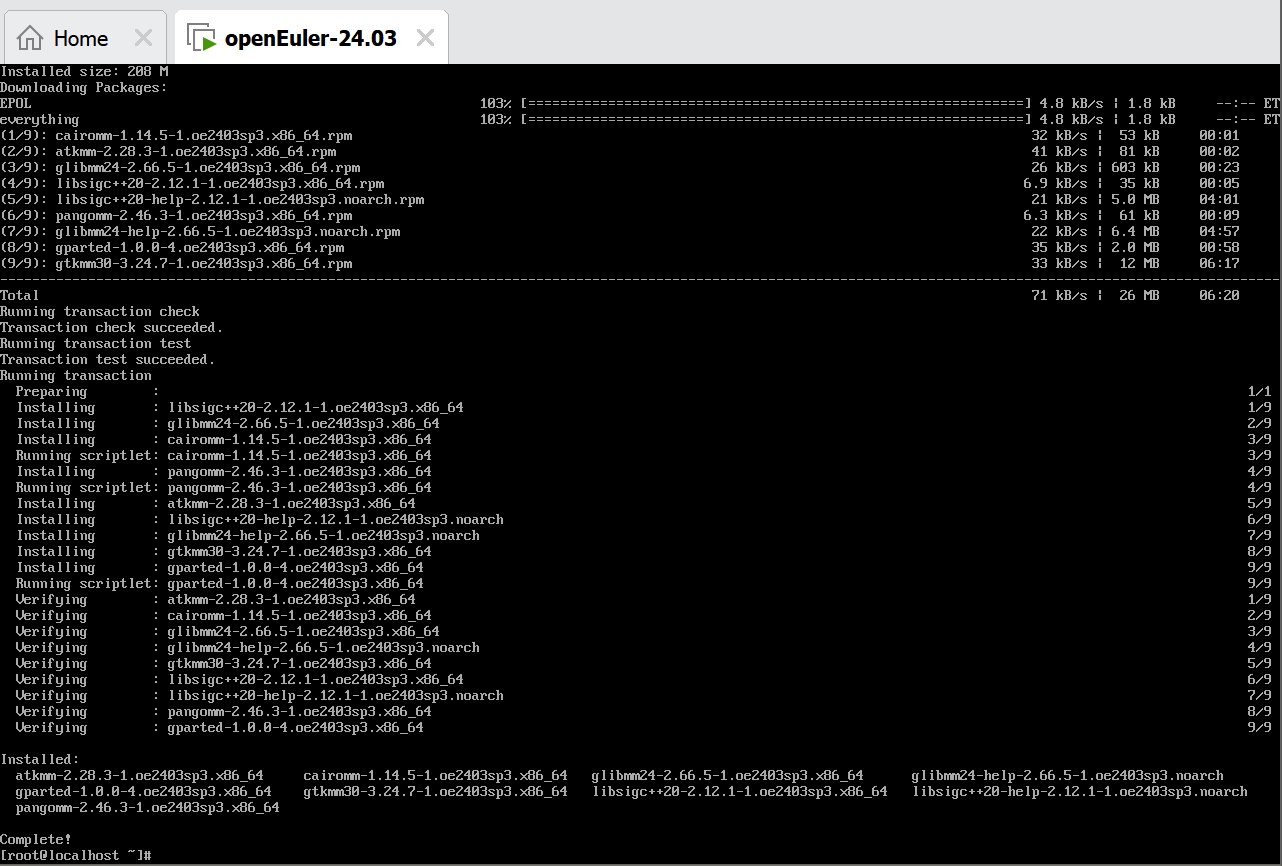 Home
openEuler-24.03
Installed size: 208 M
Downloading Packages:
EPOL 103% [==============================================================] 4.8 kB/s | 1.8 kB --:-- ET
everything 103% [==============================================================] 4.8 kB/s | 1.8 kB --:-- ET
(1/9): cairomm-1.14.5-1.oe2403sp3.x86_64.rpm 32 kB/s | 53 kB 00:01
(2/9): atkmm-2.28.3-1.oe2403sp3.x86_64.rpm 41 kB/s | 81 kB 00:02
(3/9): glibmm24-2.66.5-1.oe2403sp3.x86_64.rpm 26 kB/s | 603 kB 00:23
(4/9): libsigc++20-2.12.1-1.oe2403sp3.x86_64.rpm 6.9 kB/s | 35 kB 00:05
(5/9): libsigc++20-help-2.12.1-1.oe2403sp3.noarch.rpm 21 kB/s | 5.0 MB 04:01
(6/9): pangomm-2.46.3-1.oe2403sp3.x86_64.rpm 6.3 kB/s | 61 kB 00:09
(7/9): glibmm24-help-2.66.5-1.oe2403sp3.noarch.rpm 22 kB/s | 6.4 MB 04:57
(8/9): gparted-1.0.0-4.oe2403sp3.x86_64.rpm 35 kB/s | 2.0 MB 00:58
(9/9): gtkmm30-3.24.7-1.oe2403sp3.x86_64.rpm 33 kB/s | 12 MB 06:17
--------------------------------------------------------------------------------
Total 71 kB/s | 26 MB 06:20
Running transaction check
Transaction check succeeded.
Running transaction test
Transaction test succeeded.
Running transaction
Preparing : 1/1
Installing : libsigc++20-2.12.1-1.oe2403sp3.x86_64 1/9
Installing : glibmm24-2.66.5-1.oe2403sp3.x86_64 2/9
Installing : cairomm-1.14.5-1.oe2403sp3.x86_64 3/9
Running scriptlet: cairomm-1.14.5-1.oe2403sp3.x86_64 3/9
Installing : pangomm-2.46.3-1.oe2403sp3.x86_64 4/9
Running scriptlet: pangomm-2.46.3-1.oe2403sp3.x86_64 4/9
Installing : atkmm-2.28.3-1.oe2403sp3.x86_64 5/9
Installing : libsigc++20-help-2.12.1-1.oe2403sp3.noarch 6/9
Installing : glibmm24-help-2.66.5-1.oe2403sp3.noarch 7/9
Installing : gtkmm30-3.24.7-1.oe2403sp3.x86_64 8/9
Installing : gparted-1.0.0-4.oe2403sp3.x86_64 9/9
Running scriptlet: gparted-1.0.0-4.oe2403sp3.x86_64 9/9
Verifying : atkmm-2.28.3-1.oe2403sp3.x86_64 1/9
Verifying : cairomm-1.14.5-1.oe2403sp3.x86_64 2/9
Verifying : glibmm24-2.66.5-1.oe2403sp3.x86_64 3/9
Verifying : glibmm24-help-2.66.5-1.oe2403sp3.noarch 4/9
Verifying : gtkmm30-3.24.7-1.oe2403sp3.x86_64 5/9
Verifying : libsigc++20-2.12.1-1.oe2403sp3.x86_64 6/9
Verifying : libsigc++20-help-2.12.1-1.oe2403sp3.noarch 7/9
Verifying : pangomm-2.46.3-1.oe2403sp3.x86_64 8/9
Verifying : gparted-1.0.0-4.oe2403sp3.x86_64 9/9
Installed:
atkmm-2.28.3-1.oe2403sp3.x86_64 cairomm-1.14.5-1.oe2403sp3.x86_64 glibmm24-2.66.5-1.oe2403sp3.x86_64 glibmm24-help-2.66.5-1.oe2403sp3.noarch
gparted-1.0.0-4.oe2403sp3.x86_64 gtkmm30-3.24.7-1.oe2403sp3.x86_64 libsigc++20-2.12.1-1.oe2403sp3.x86_64 libsigc++20-help-2.12.1-1.oe2403sp3.noarch
pangomm-2.46.3-1.oe2403sp3.x86_64
Complete!
[root@localhost ~]#